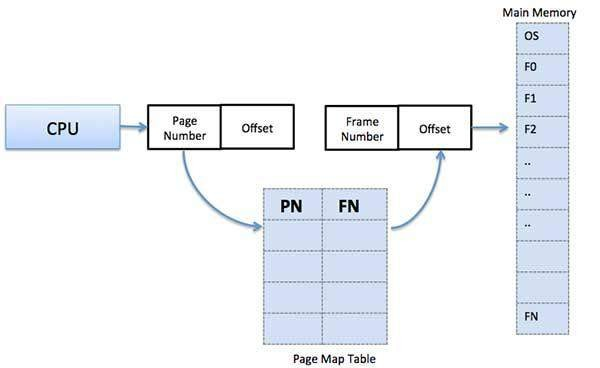 Main Memory
OS
F0
F1
F2
..
..
..
FN
CPU
Page
Number
Offset
Frame
Number
Offset
PN
FN
Page Map Table